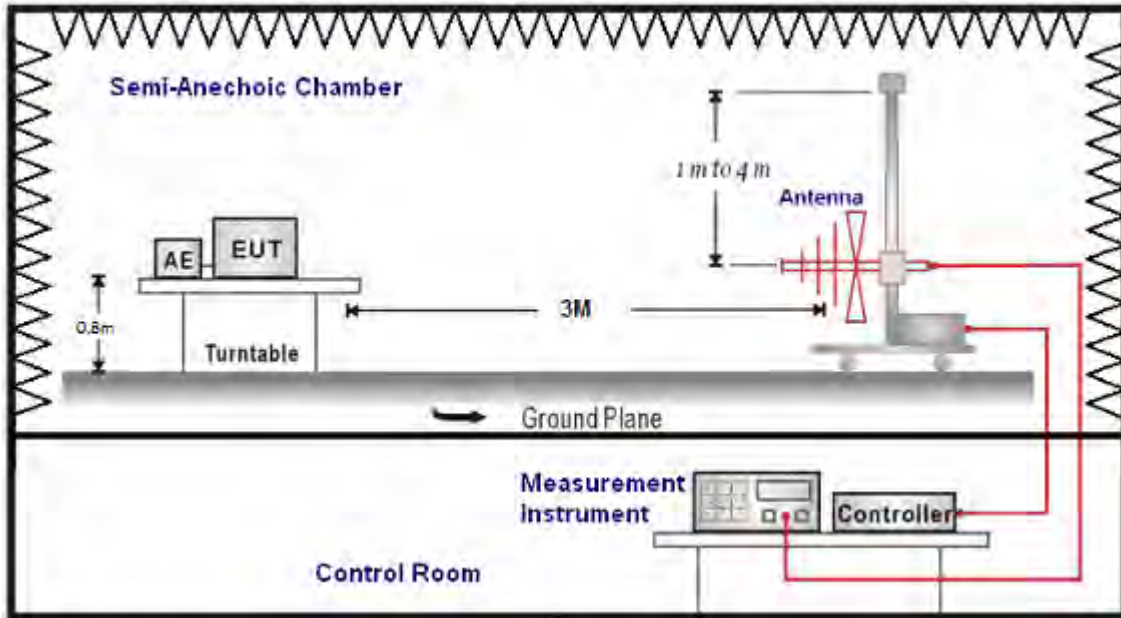 Semi-Anechoic Chamber
1 m to 4 m
Antenna
AE
EUT
3M
0.8m
Turntable
Ground Plane
Measurement
Instrument
Controller
Control Room